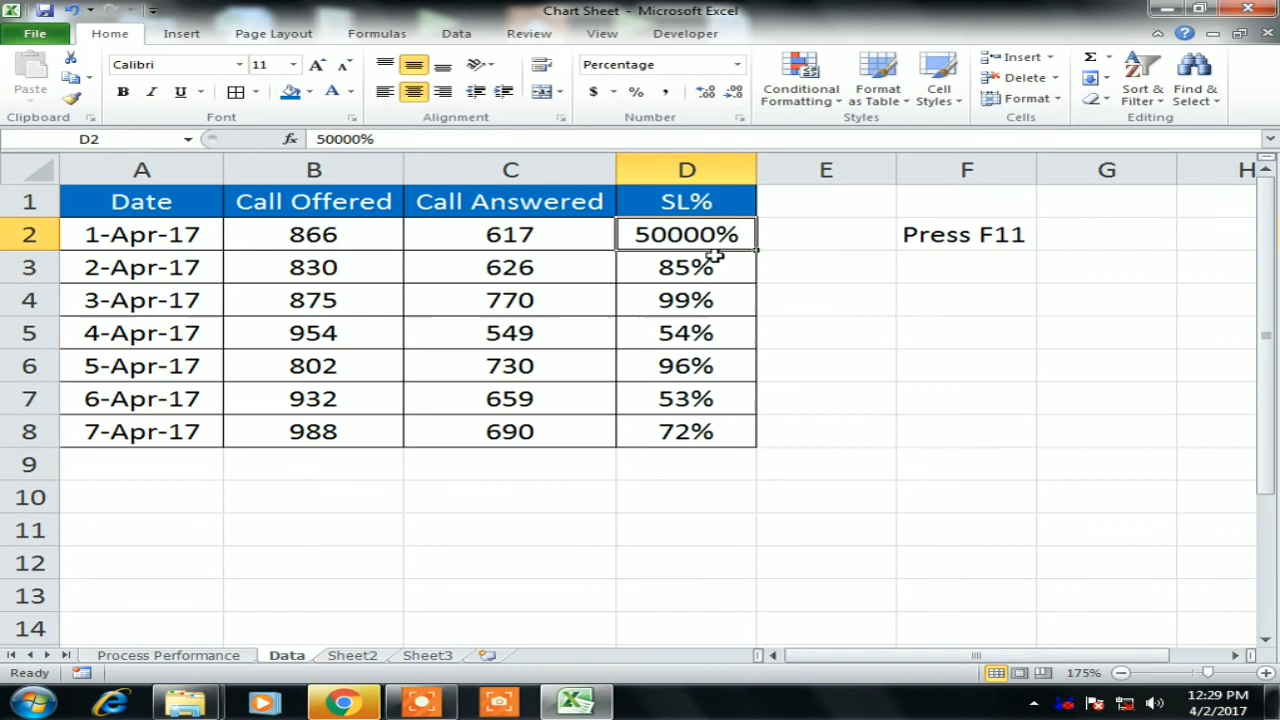 Chart Sheet - Microsoft Excel
File Home Insert Page Layout Formulas Data Review View Developer
Paste
Calibri 11
B I U
A A
Percentage
$ % ,
Conditional Formatting
Format as Table
Cell Styles
Insert
Delete
Format
Σ
Sort & Filter
Find & Select
Clipboard Font Alignment Number Styles Cells Editing
D2 fx 50000%
A B C D E F G H
1 Date Call Offered Call Answered SL%
2 1-Apr-17 866 617 50000% Press F11
3 2-Apr-17 830 626 85%
4 3-Apr-17 875 770 99%
5 4-Apr-17 954 549 54%
6 5-Apr-17 802 730 96%
7 6-Apr-17 932 659 53%
8 7-Apr-17 988 690 72%
9
10
11
12
13
14
Process Performance Data Sheet2 Sheet3
Ready 175%
12:29 PM
4/2/2017